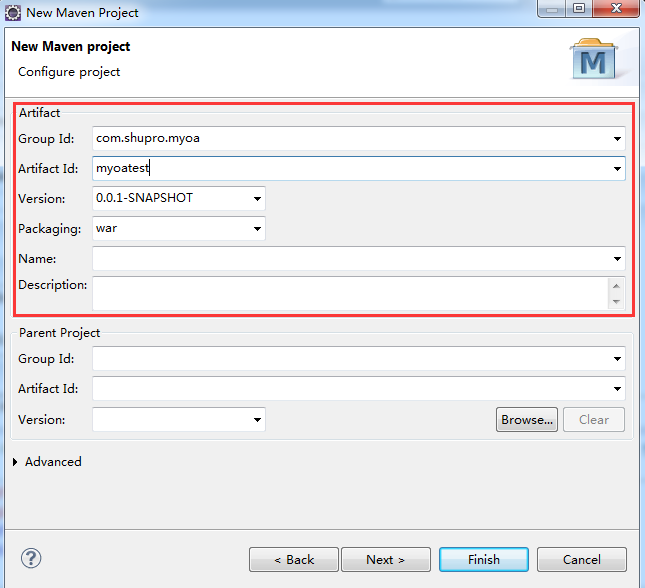 New Maven Project
New Maven project
Configure project
M
Artifact
Group Id: com.shupro.myoa
Artifact Id: myoatest
Version: 0.0.1-SNAPSHOT
Packaging: war
Name:
Description:
Parent Project
Group Id:
Artifact Id:
Version:
Browse... Clear
Advanced
? < Back Next > Finish Cancel